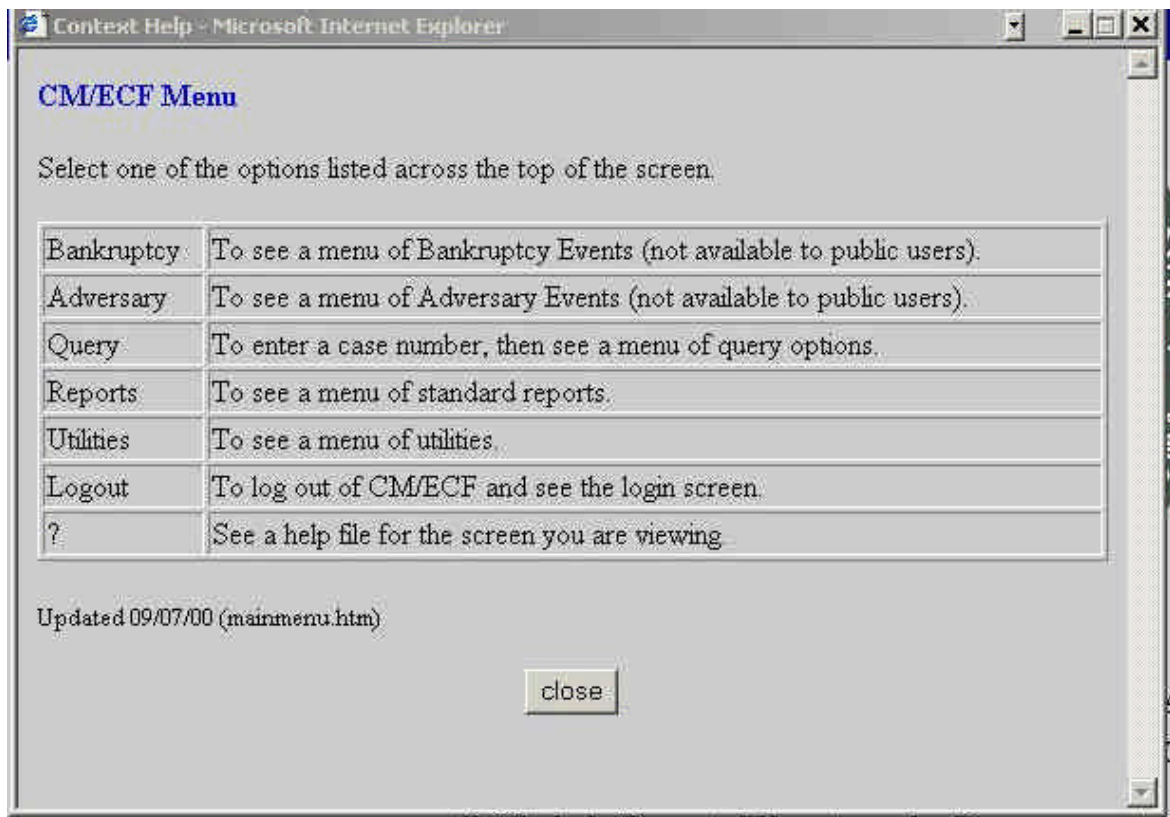 Context Help - Microsoft Internet Explorer
CM/ECF Menu
Select one of the options listed across the top of the screen.
Bankruptcy To see a menu of Bankruptcy Events (not available to public users).
Adversary To see a menu of Adversary Events (not available to public users).
Query To enter a case number, then see a menu of query options.
Reports To see a menu of standard reports.
Utilities To see a menu of utilities.
Logout To log out of CM/ECF and see the login screen.
? See a help file for the screen you are viewing
Updated 09/07/00 (mainmenu.htm)
close